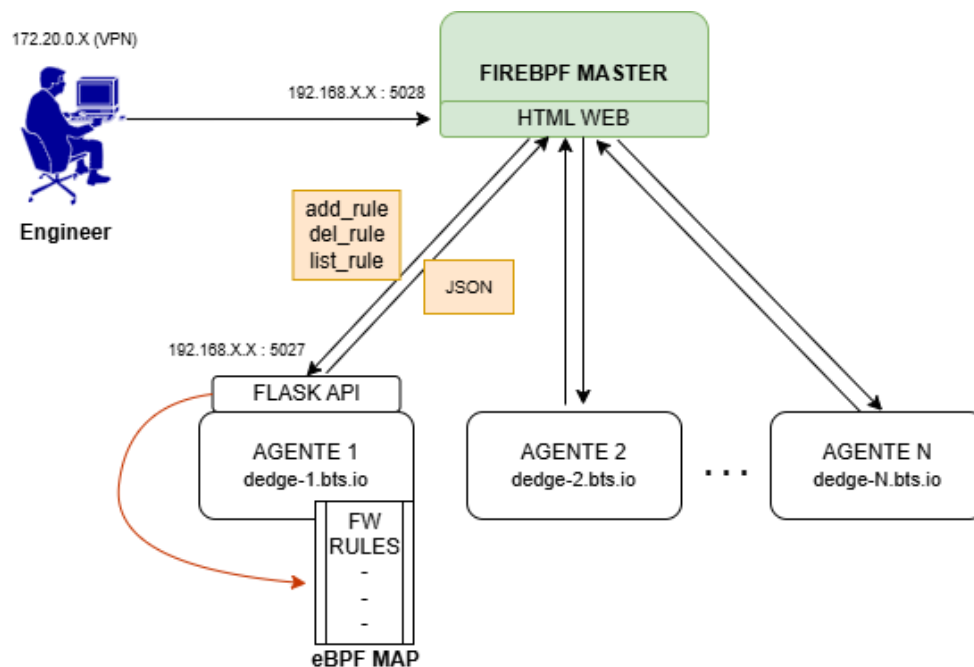 172.20.0.X (VPN)
FIREBPF MASTER
192.168.X.X : 5028
HTML WEB
Engineer
add_rule
del_rule
list_rule
JSON
192.168.X.X : 5027
FLASK API
AGENTE 1
dedge-1.bts.io
AGENTE 2
dedge-2.bts.io
. . .
AGENTE N
dedge-N.bts.io
FW
RULES
-
-
-
eBPF MAP